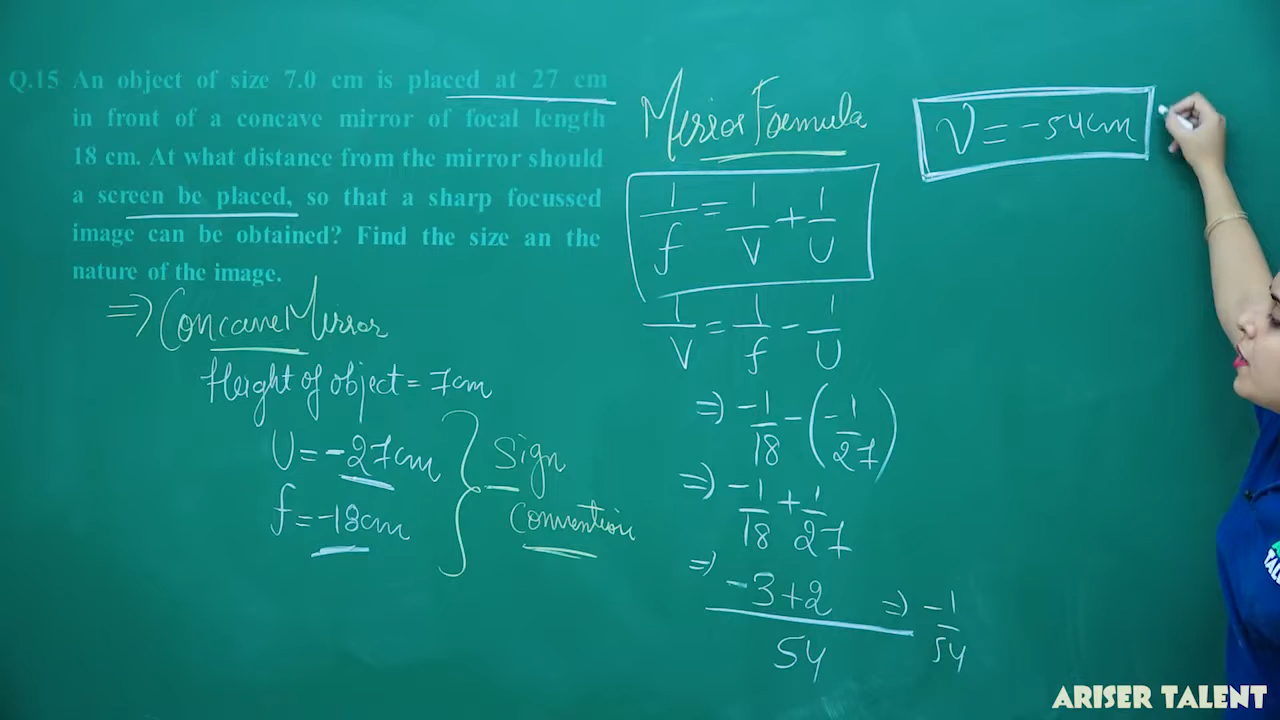 Q.15 An object of size 7.0 cm is placed at 27 cm
in front of a concave mirror of focal length
18 cm. At what distance from the mirror should
a screen be placed, so that a sharp focussed
image can be obtained? Find the size an the
nature of the image.
⇒) Concave Mirror
Height of object = 7cm
U = -27cm
f = -18cm
Sign
Convention
Mirror Formula
1/f = 1/V + 1/U
1/V = 1/f - 1/U
⇒) -1/18 - (-1/27)
⇒) -1/18 + 1/27
⇒) -3+2/54 ⇒) -1/54
V = -54cm
ARISER TALENT